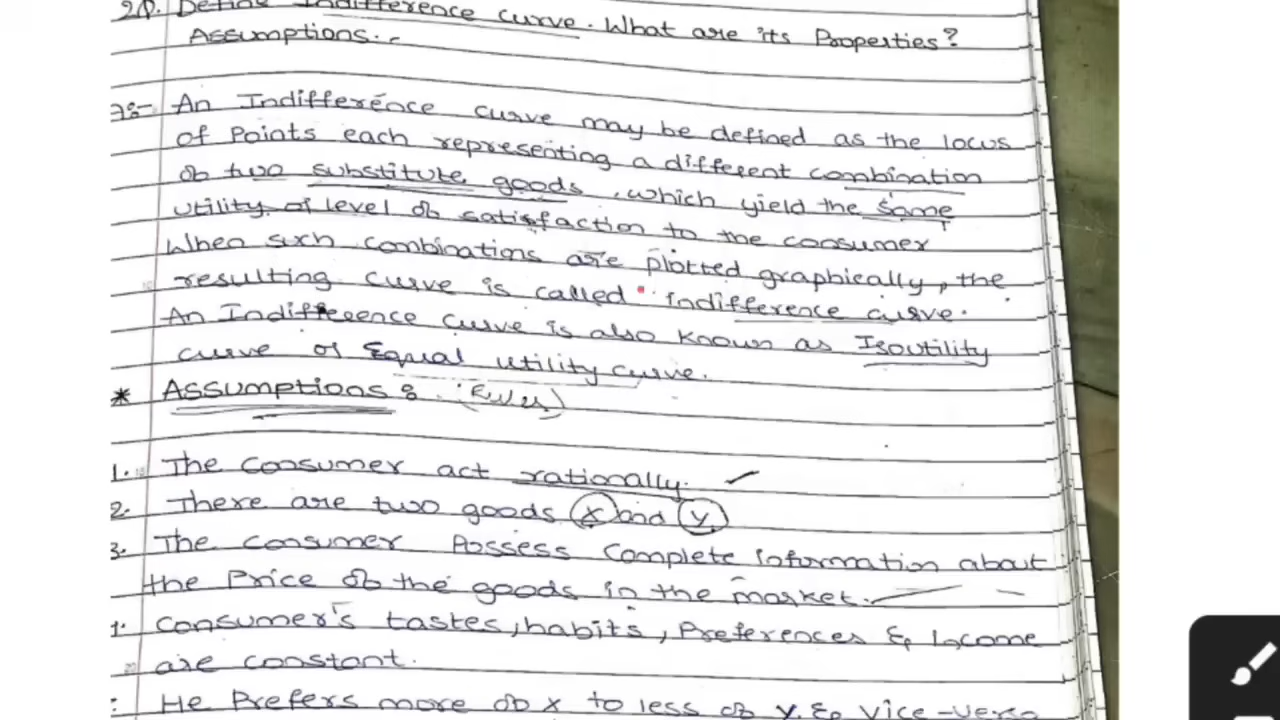 2Q. Define Indifference curve. What are its Properties?
Assumptions.-
7:- An Indifference curve may be defined as the locus
of Points each representing a different combination
of two substitute goods, which yield the same
utility of level of satisfaction to the consumer
When such combinations are plotted graphically, the
resulting curve is called indifference curve.
An Indifference curve is also known as Isoutility
curve or Equal utility curve.
* Assumptions : (Rules)
1. The Consumer act rationally.
2. There are two goods x and y.
3. The consumer Possess complete information about
the Price of the goods in the market.
Consumer's tastes, habits, Preferences & Income
are constant.
He Prefers more of x to less of y & vice-versa